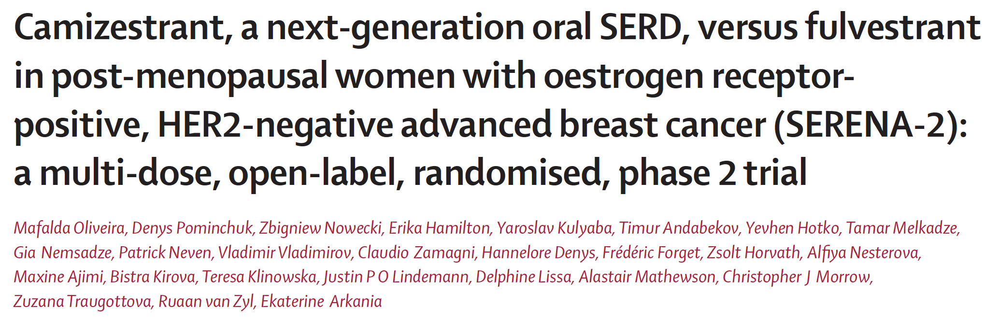 Camizestrant, a next-generation oral SERD, versus fulvestrant
in post-menopausal women with oestrogen receptor-
positive, HER2-negative advanced breast cancer (SERENA-2):
a multi-dose, open-label, randomised, phase 2 trial
Mafalda Oliveira, Denys Pominchuk, Zbigniew Nowecki, Erika Hamilton, Yaroslav Kulyaba, Timur Andabekov, Yevhen Hotko, Tamar Melkadze,
Gia Nemsadze, Patrick Neven, Vladimir Vladimirov, Claudio Zamagni, Hannelore Denys, Frédéric Forget, Zsolt Horvath, Alfiya Nesterova,
Maxine Ajimi, Bistra Kirova, Teresa Klinowska, Justin P O Lindemann, Delphine Lissa, Alastair Mathewson, Christopher J Morrow,
Zuzana Traugottova, Ruaan van Zyl, Ekaterine Arkania